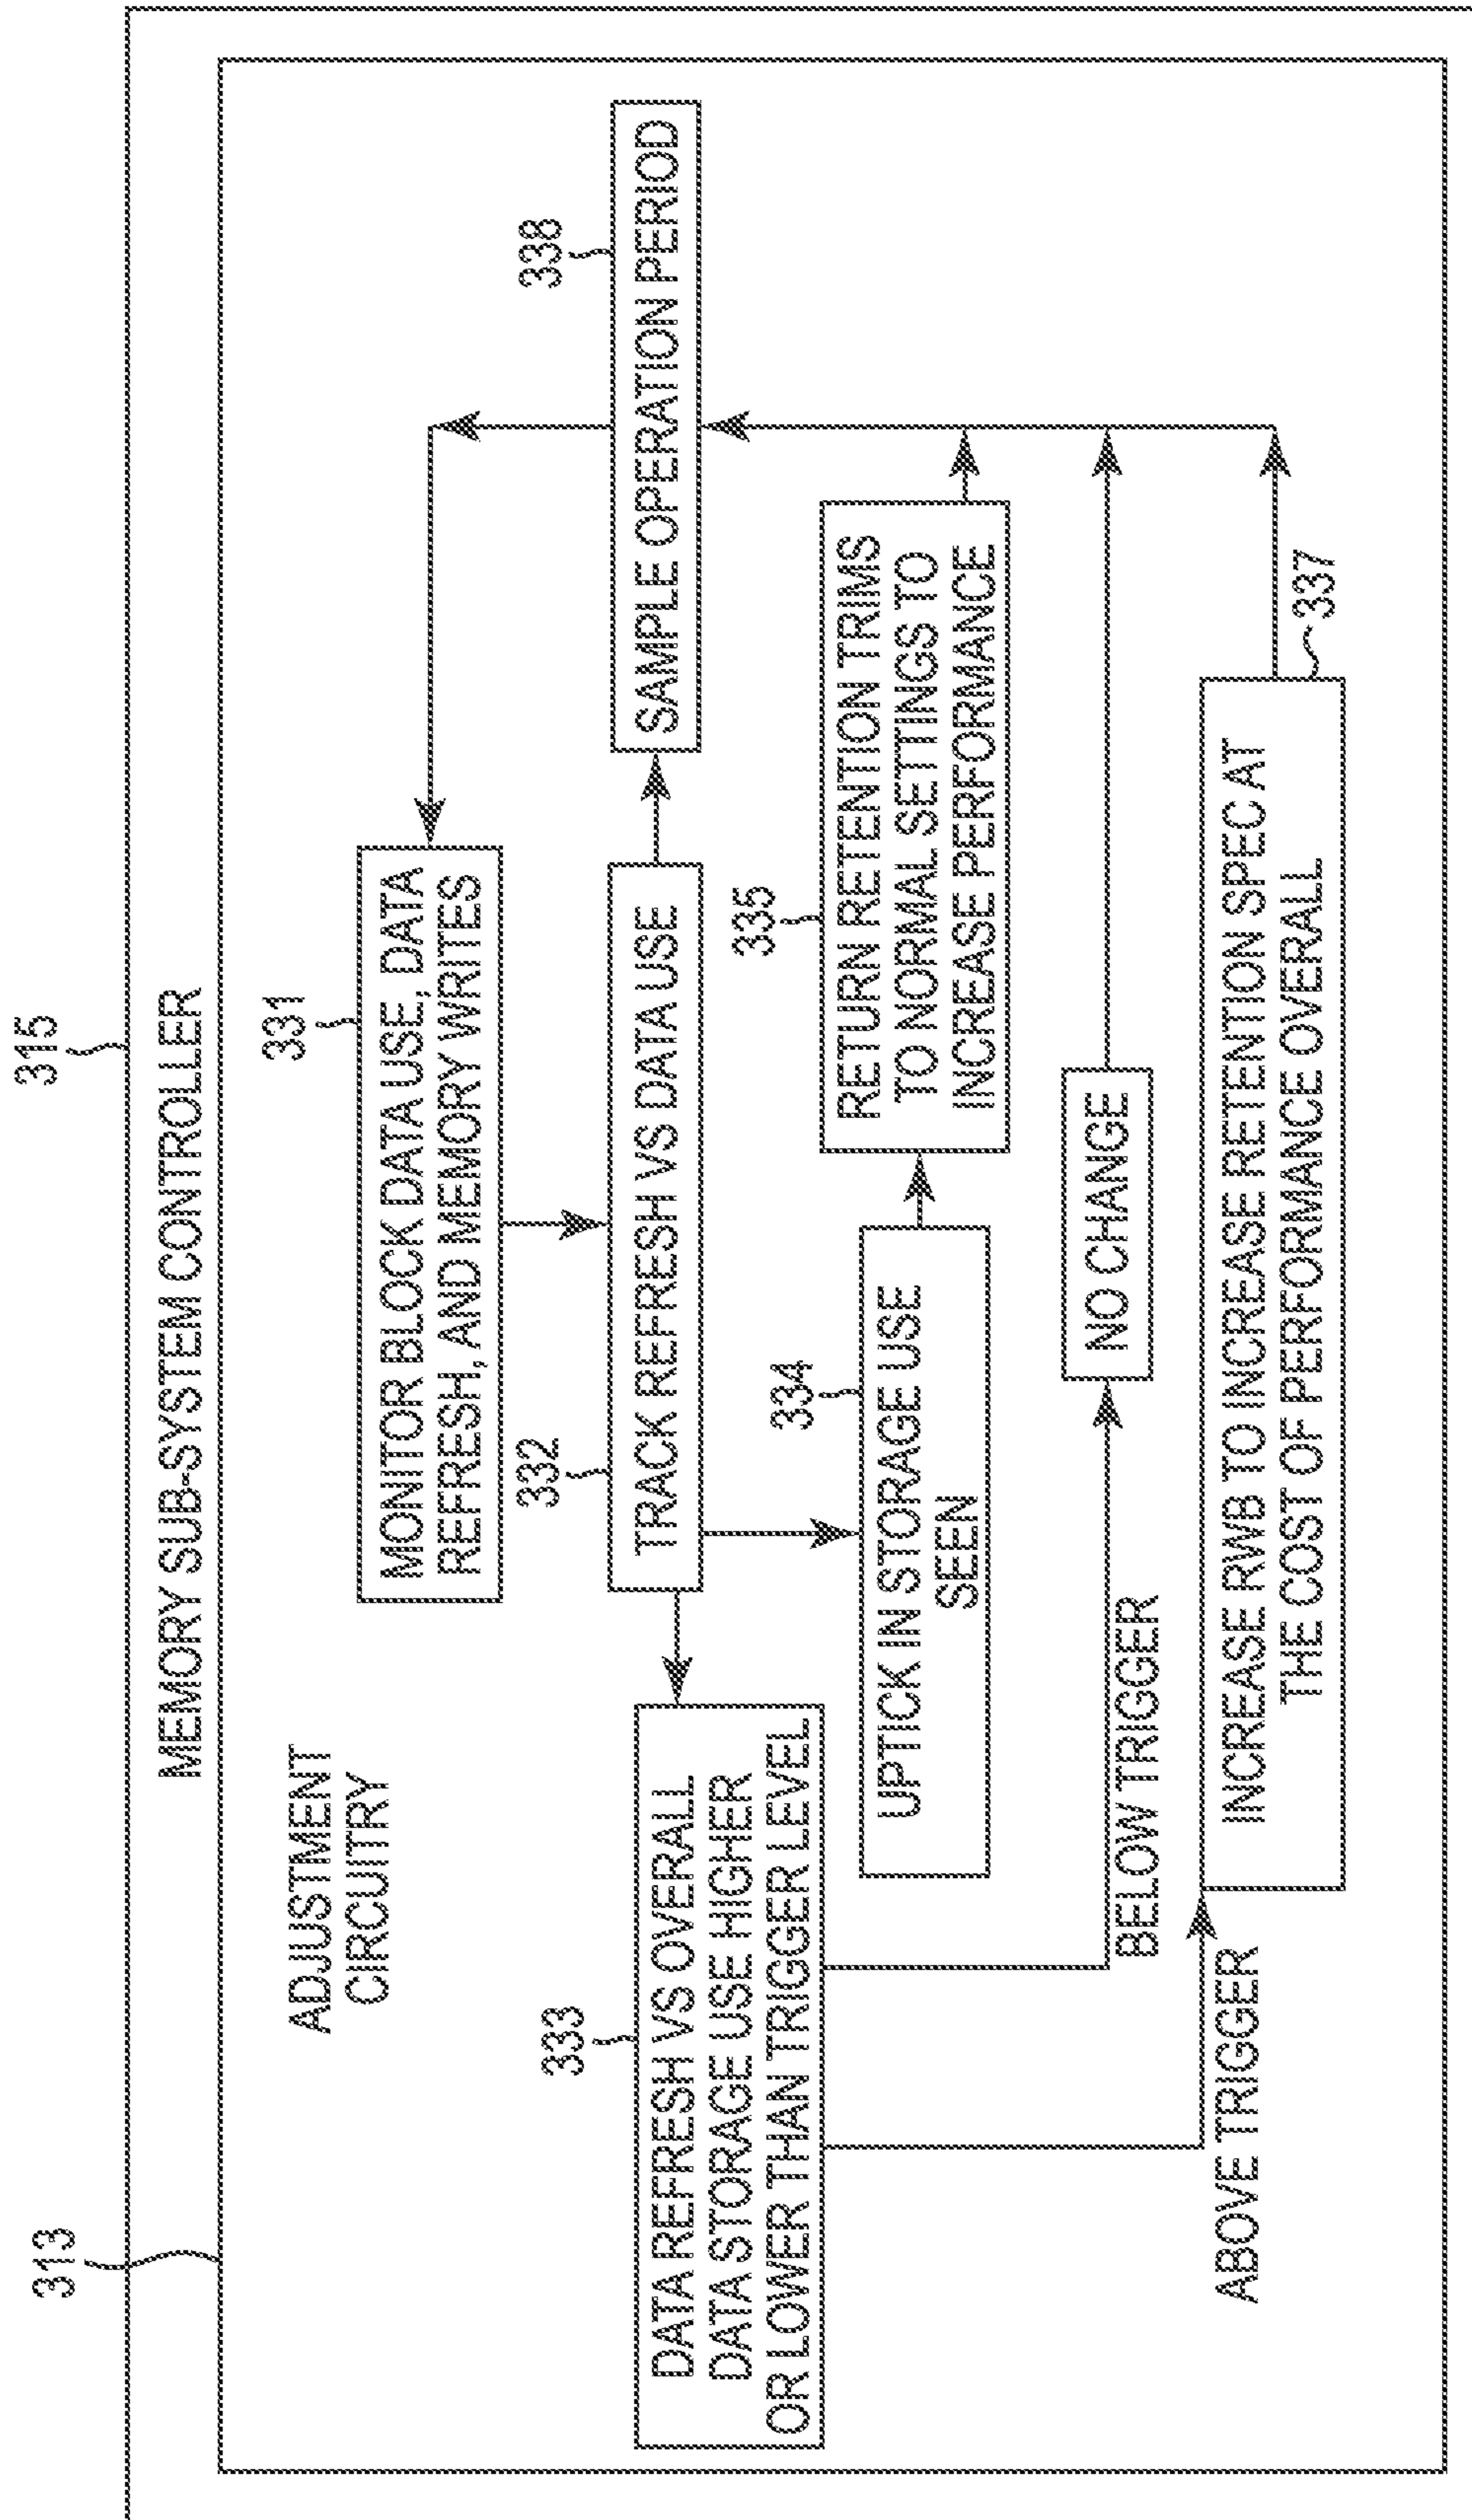 315
313
MEMORY SUB-SYSTEM CONTROLLER
ADJUSTMENT
CIRCUITRY
331
MONITOR BLOCK DATA USE, DATA
REFRESH, AND MEMORY WRITES
332
TRACK REFRESH VS DATA USE
338
SAMPLE OPERATION PERIOD
333
DATA REFRESH VS OVERALL
DATA STORAGE USE HIGHER
OR LOWER THAN TRIGGER LEVEL
334
UPTICK IN STORAGE USE
SEEN
335
RETURN RETENTION TRIMS
TO NORMAL SETTINGS TO
INCREASE PERFORMANCE
NO CHANGE
BELOW TRIGGER
ABOVE TRIGGER
INCREASE RWB TO INCREASE RETENTION SPEC AT
THE COST OF PERFORMANCE OVERALL
337